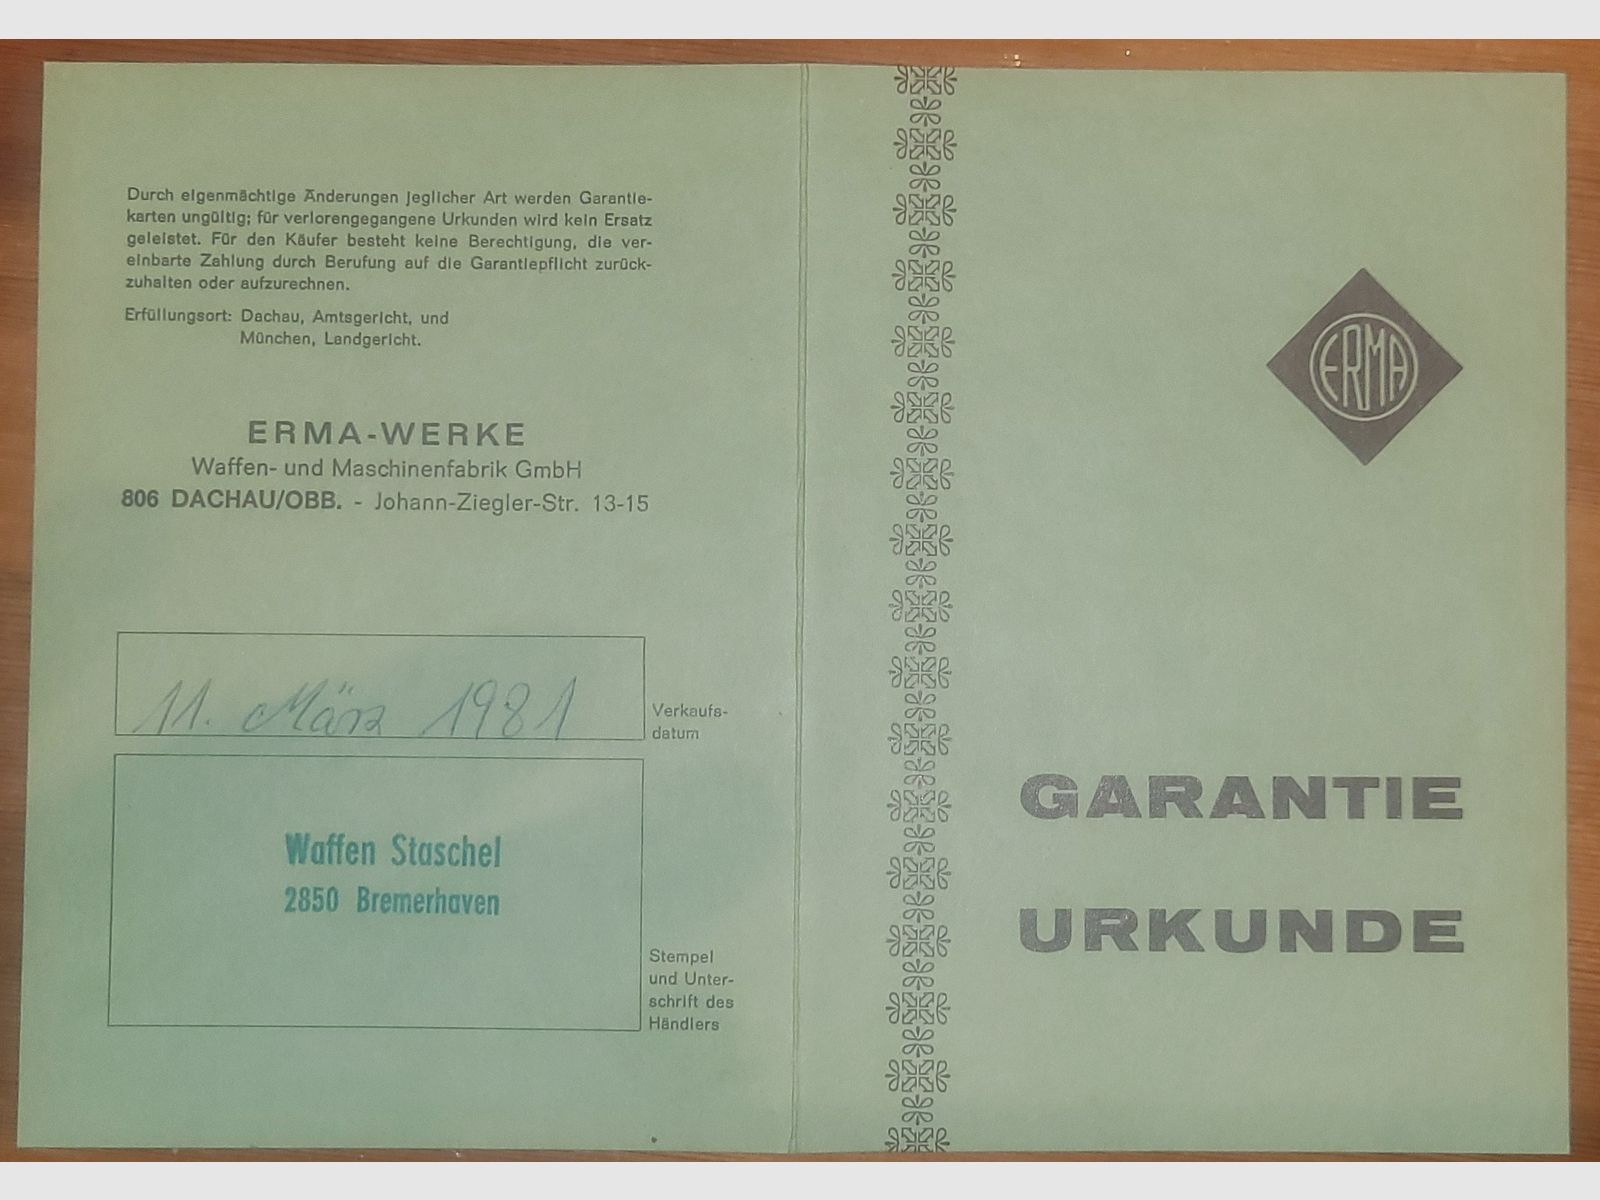 Durch eigenmächtige Änderungen jeglicher Art werden Garantie-
karten ungültig; für verlorengegangene Urkunden wird kein Ersatz
geleistet. Für den Käufer besteht keine Berechtigung, die ver-
einbarte Zahlung durch Berufung auf die Garantiepflicht zurück-
zuhalten oder aufzurechnen.
Erfüllungsort: Dachau, Amtsgericht, und
München, Landgericht.
ERMA-WERKE
Waffen- und Maschinenfabrik GmbH
806 DACHAU/OBB. - Johann-Ziegler-Str. 13-15
11. März 1981
Verkaufs-
datum
Waffen Staschel
2850 Bremerhaven
Stempel
und Unter-
schrift des
Händlers
ERMA
GARANTIE
URKUNDE